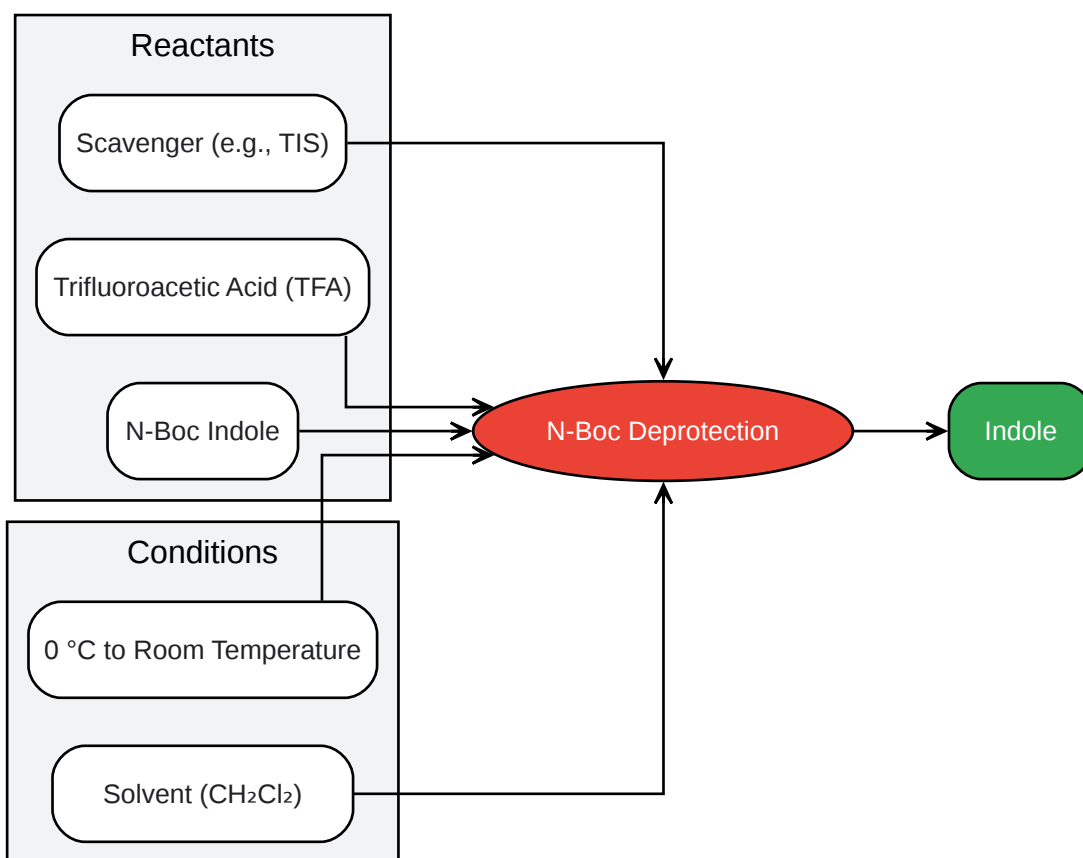 Reactants
Scavenger (e.g., TIS)
Trifluoroacetic Acid (TFA)
N-Boc Indole
N-Boc Deprotection
Indole
Conditions
0 °C to Room Temperature
Solvent (CH₂Cl₂)